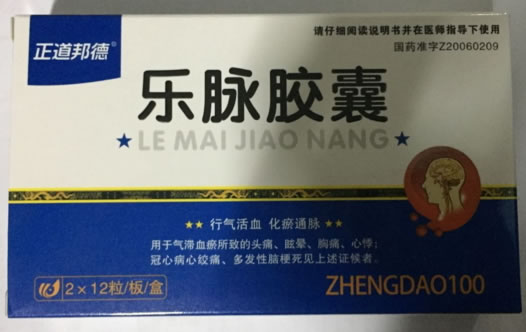 请仔细阅读说明书并在医师指导下使用
正道邦德®
国药准字Z20060209
乐脉胶囊
★LE MAI JIAO NANG★
★★ 行气活血 化瘀通脉 ★★
用于气滞血瘀所致的头痛、眩晕、胸痛、心悸;
冠心病心绞痛、多发性脑梗死见上述证候者。
2×12粒/板/盒
ZHENGDAO100